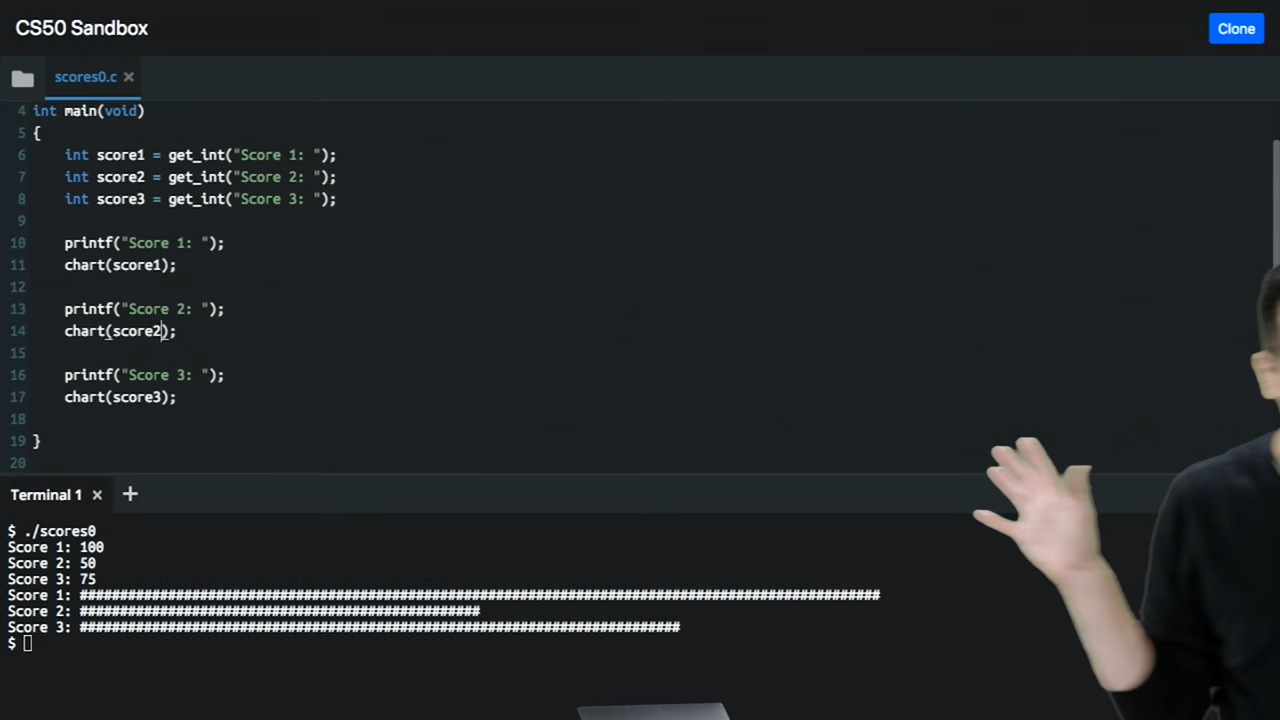 CS50 Sandbox
Clone
scores0.c ×
4 int main(void)
5 {
6 int score1 = get_int("Score 1: ");
7 int score2 = get_int("Score 2: ");
8 int score3 = get_int("Score 3: ");
9
10 printf("Score 1: ");
11 chart(score1);
12
13 printf("Score 2: ");
14 chart(score2);
15
16 printf("Score 3: ");
17 chart(score3);
18
19 }
20
Terminal 1 × +
$ ./scores0
Score 1: 100
Score 2: 50
Score 3: 75
Score 1: ####################################################################################################
Score 2: ##################################################
Score 3: ###########################################################################
$